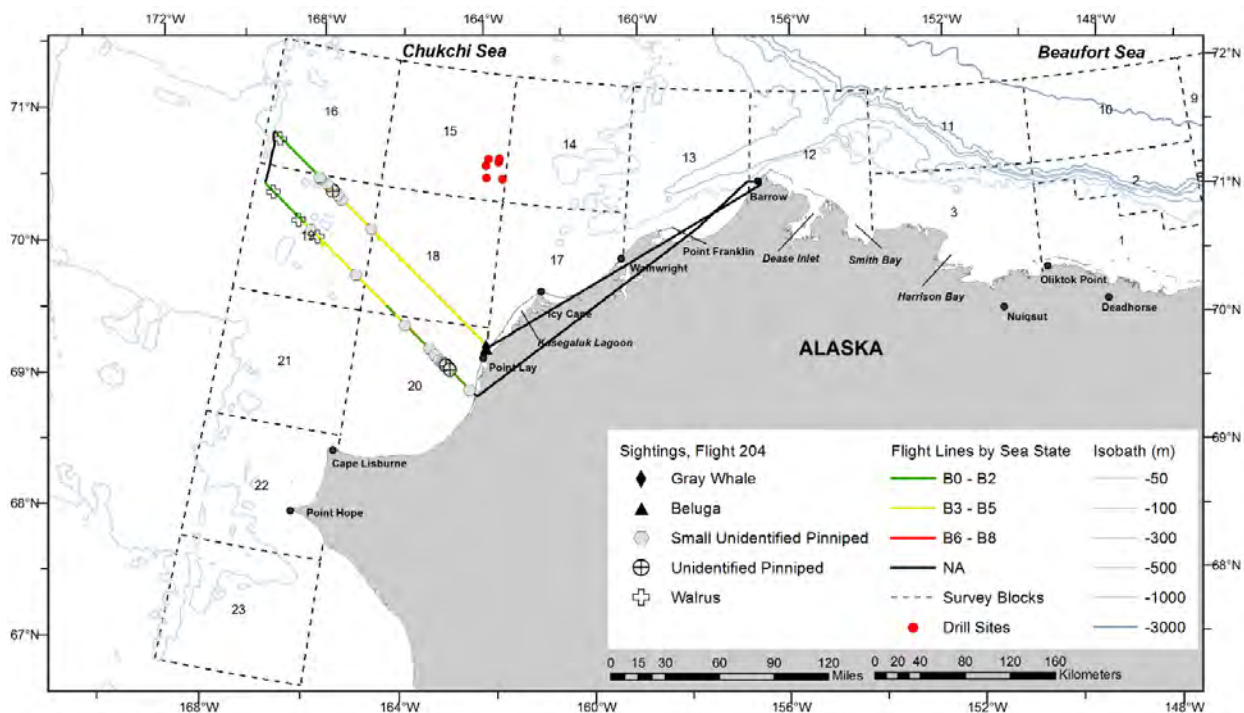 172°W 168°W 164°W 160°W 156°W 152°W 148°W
Chukchi Sea
Beaufort Sea
72°N
71°N
71°N
70°N
70°N
69°N
69°N
68°N
68°N
67°N
16
15
14
13
12
11
10
9
2
3
1
19
18
17
21
20
22
23
Barrow
Point Franklin
Dease Inlet
Smith Bay
Harrison Bay
Oliktok Point
Nuiqsut
Deadhorse
Wainwright
Icy Cape
Kasegaluk Lagoon
Point Lay
ALASKA
Cape Lisburne
Point Hope
Sightings, Flight 204
Gray Whale
Beluga
Small Unidentified Pinniped
Unidentified Pinniped
Walrus
Flight Lines by Sea State
B0 - B2
B3 - B5
B6 - B8
NA
Survey Blocks
Drill Sites
Isobath (m)
-50
-100
-300
-500
-1000
-3000
0 15 30 60 90 120
Miles
0 20 40 80 120 160
Kilometers
168°W 164°W 160°W 156°W 152°W 148°W